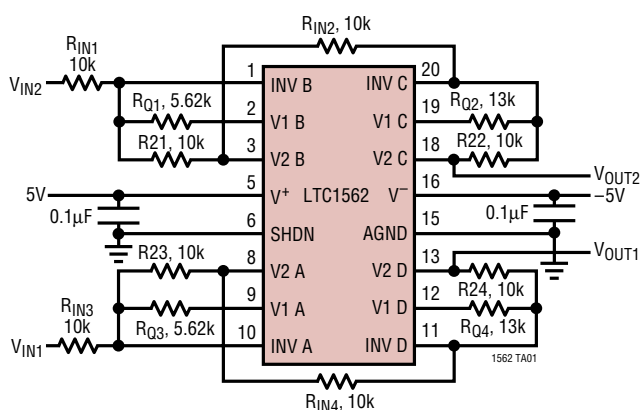 RIN2, 10k
RIN1
10k
VIN2
1 INV B INV C 20
RQ1, 5.62k 2 V1 B V1 C 19 RQ2, 13k
R21, 10k 3 V2 B V2 C 18 R22, 10k
VOUT2
5V 5 V+ LTC1562 V– 16 –5V
0.1µF 6 SHDN AGND 15 0.1µF
VOUT1
R23, 10k 8 V2 A V2 D 13
R24, 10k
RQ3, 5.62k 9 V1 A V1 D 12
RQ4, 13k
RIN3
10k
VIN1
10 INV A INV D 11
1562 TA01
RIN4, 10k